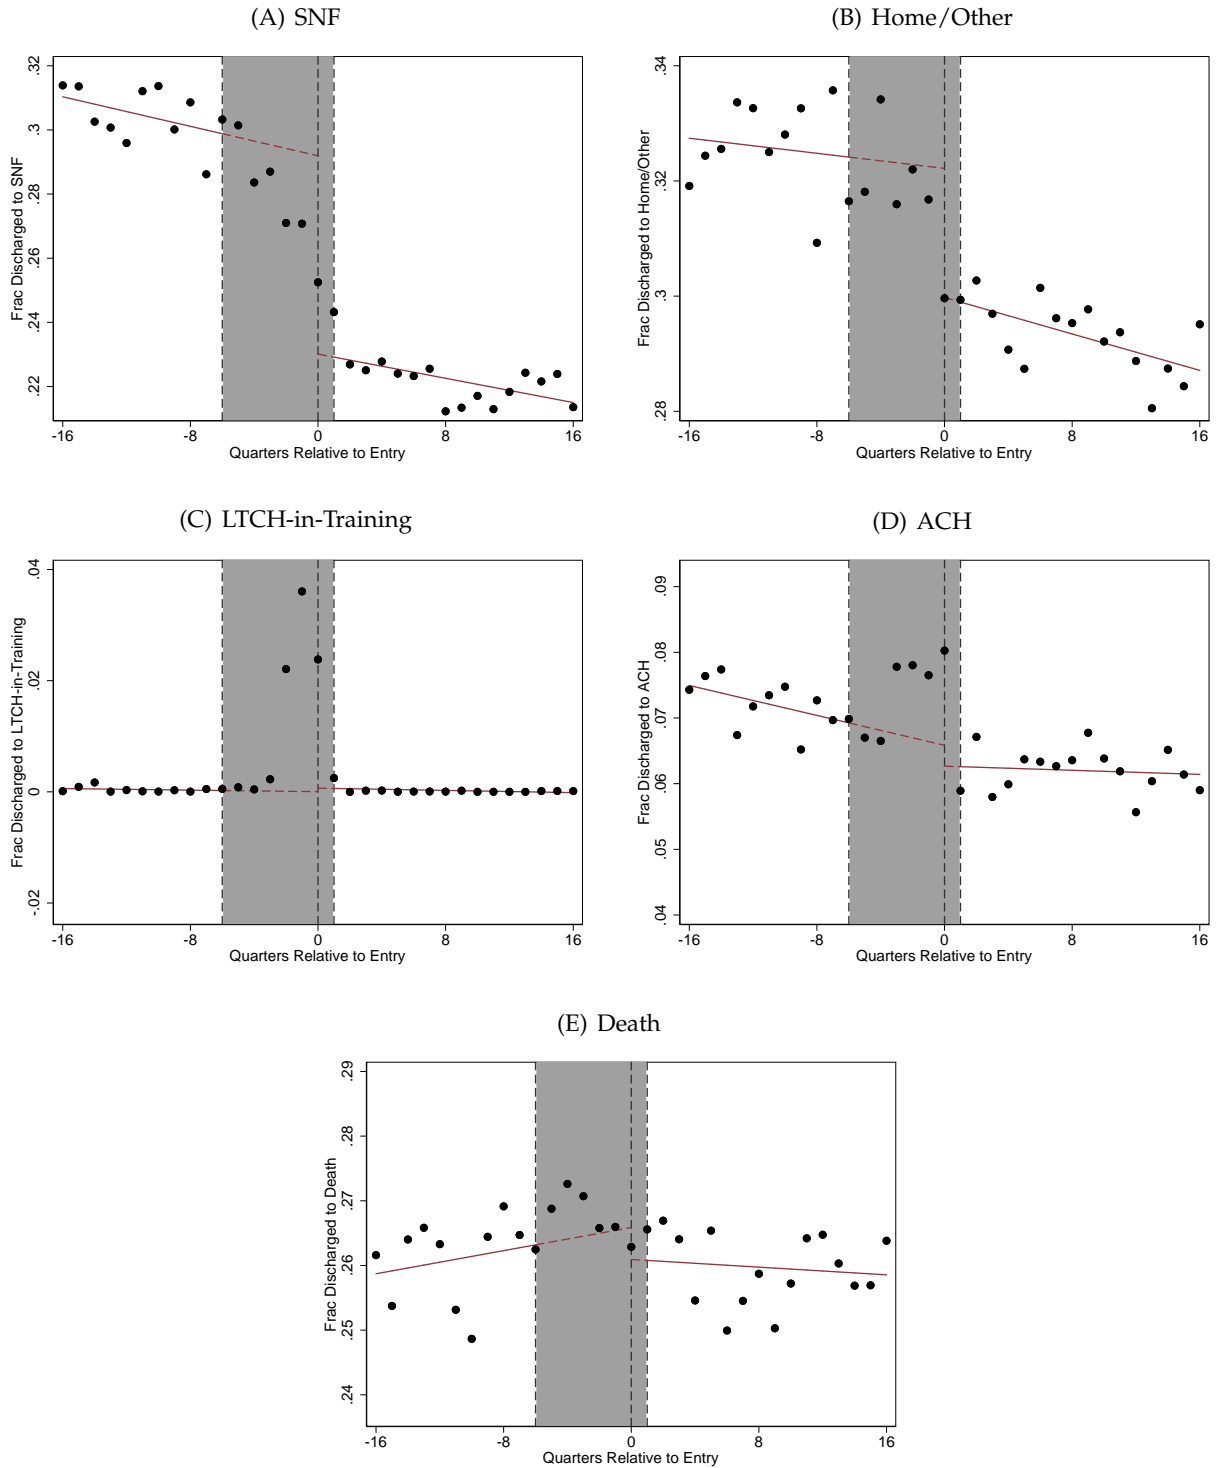 (A) SNF
Frac Discharged to SNF
.32
.3
.28
.26
.24
.22
-16 -8 0 8 16
Quarters Relative to Entry
(B) Home/Other
Frac Discharged to Home/Other
.34
.32
.3
.28
-16 -8 0 8 16
Quarters Relative to Entry
(C) LTCH-in-Training
Frac Discharged to LTCH-in-Training
.04
.02
0
-.02
-16 -8 0 8 16
Quarters Relative to Entry
(D) ACH
Frac Discharged to ACH
.09
.08
.07
.06
.05
.04
-16 -8 0 8 16
Quarters Relative to Entry
(E) Death
Frac Discharged to Death
.29
.28
.27
.26
.25
.24
-16 -8 0 8 16
Quarters Relative to Entry